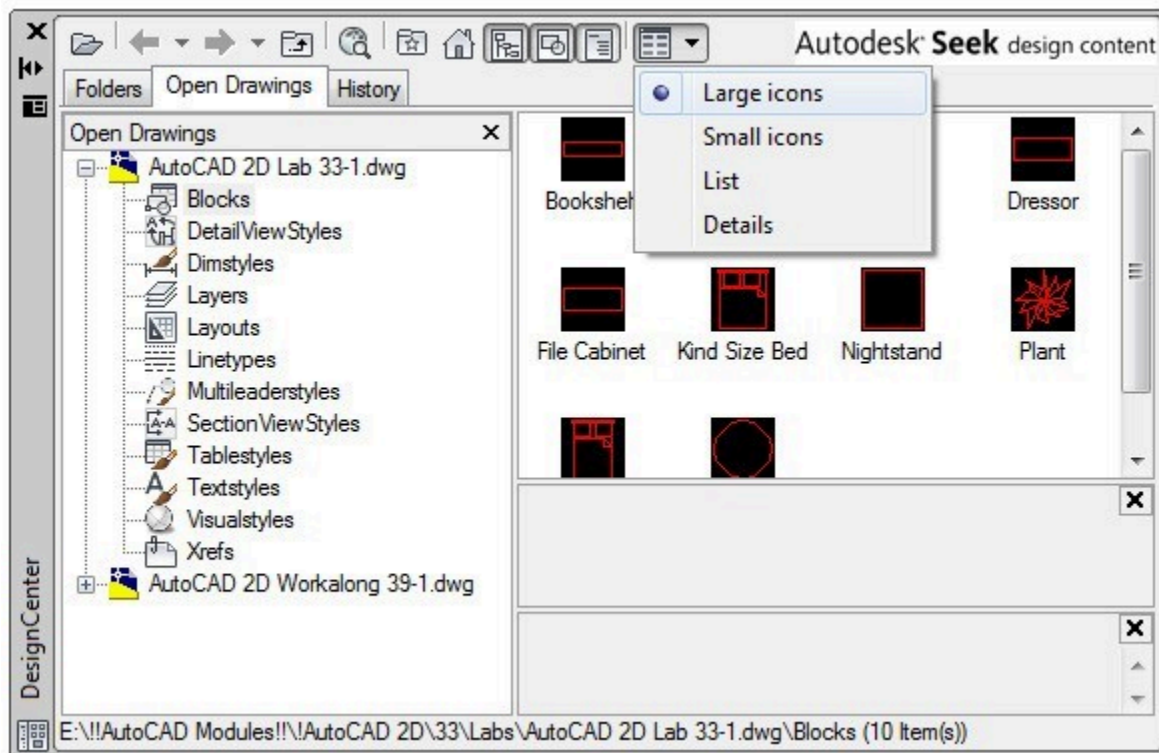 Autodesk® Seek design content
Folders
Open Drawings
History
Large icons
Small icons
List
Details
Open Drawings
AutoCAD 2D Lab 33-1.dwg
Blocks
DetailViewStyles
Dimstyles
Layers
Layouts
Linetypes
Multileaderstyles
SectionViewStyles
Tablestyles
Textstyles
Visualstyles
Xrefs
AutoCAD 2D Workalong 39-1.dwg
Dressor
File Cabinet
Kind Size Bed
Nightstand
Plant
DesignCenter
E:\!!AutoCAD Modules!!\!AutoCAD 2D\33\Labs\AutoCAD 2D Lab 33-1.dwg\Blocks (10 Item(s))